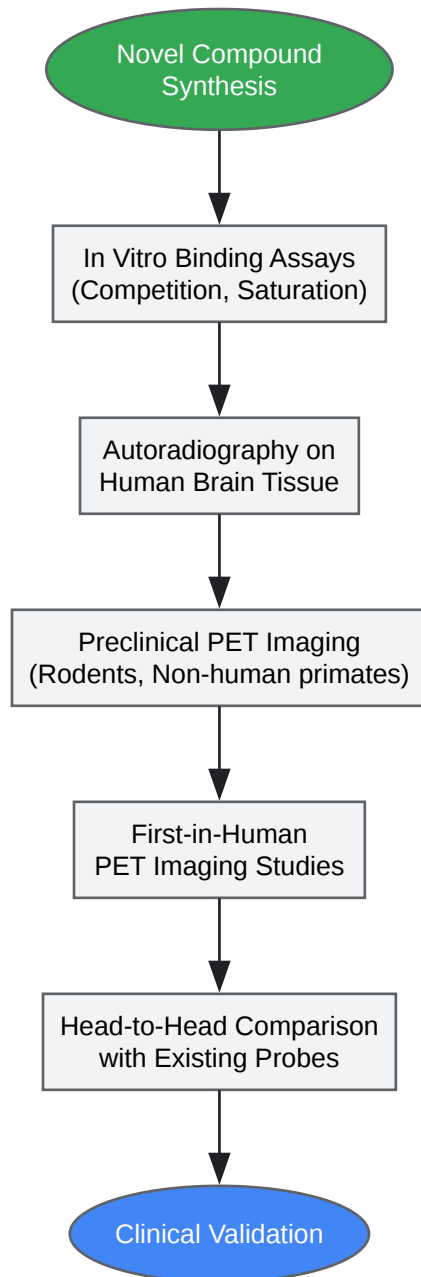 Novel Compound
Synthesis
In Vitro Binding Assays
(Competition, Saturation)
Autoradiography on
Human Brain Tissue
Preclinical PET Imaging
(Rodents, Non-human primates)
First-in-Human
PET Imaging Studies
Head-to-Head Comparison
with Existing Probes
Clinical Validation